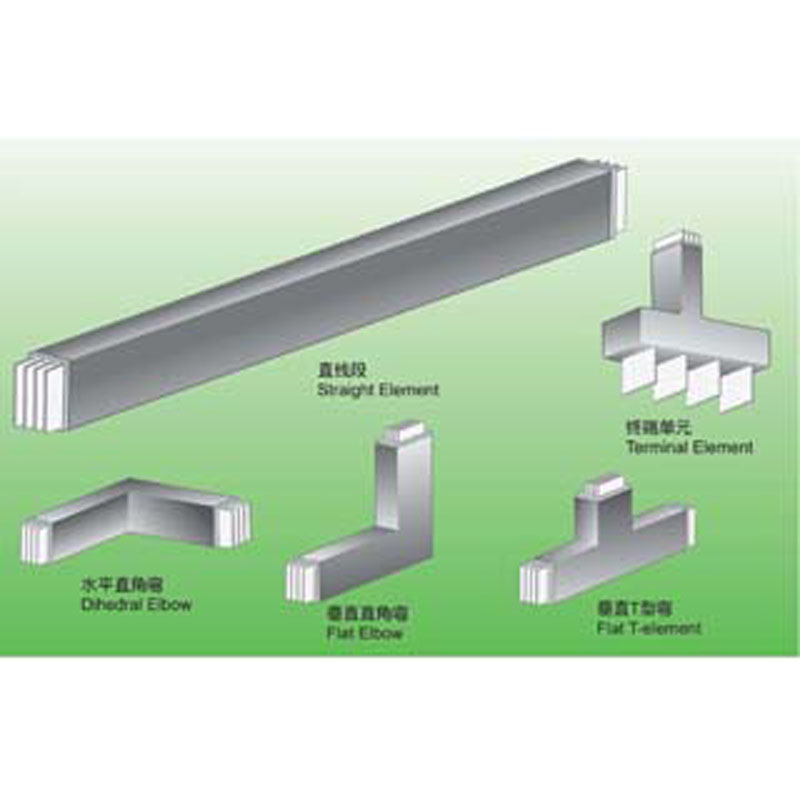 直线段
Straight Element
终端单元
Terminal Element
水平直角弯
Dihedral Elbow
垂直直角弯
Flat Elbow
垂直T型弯
Flat T-element